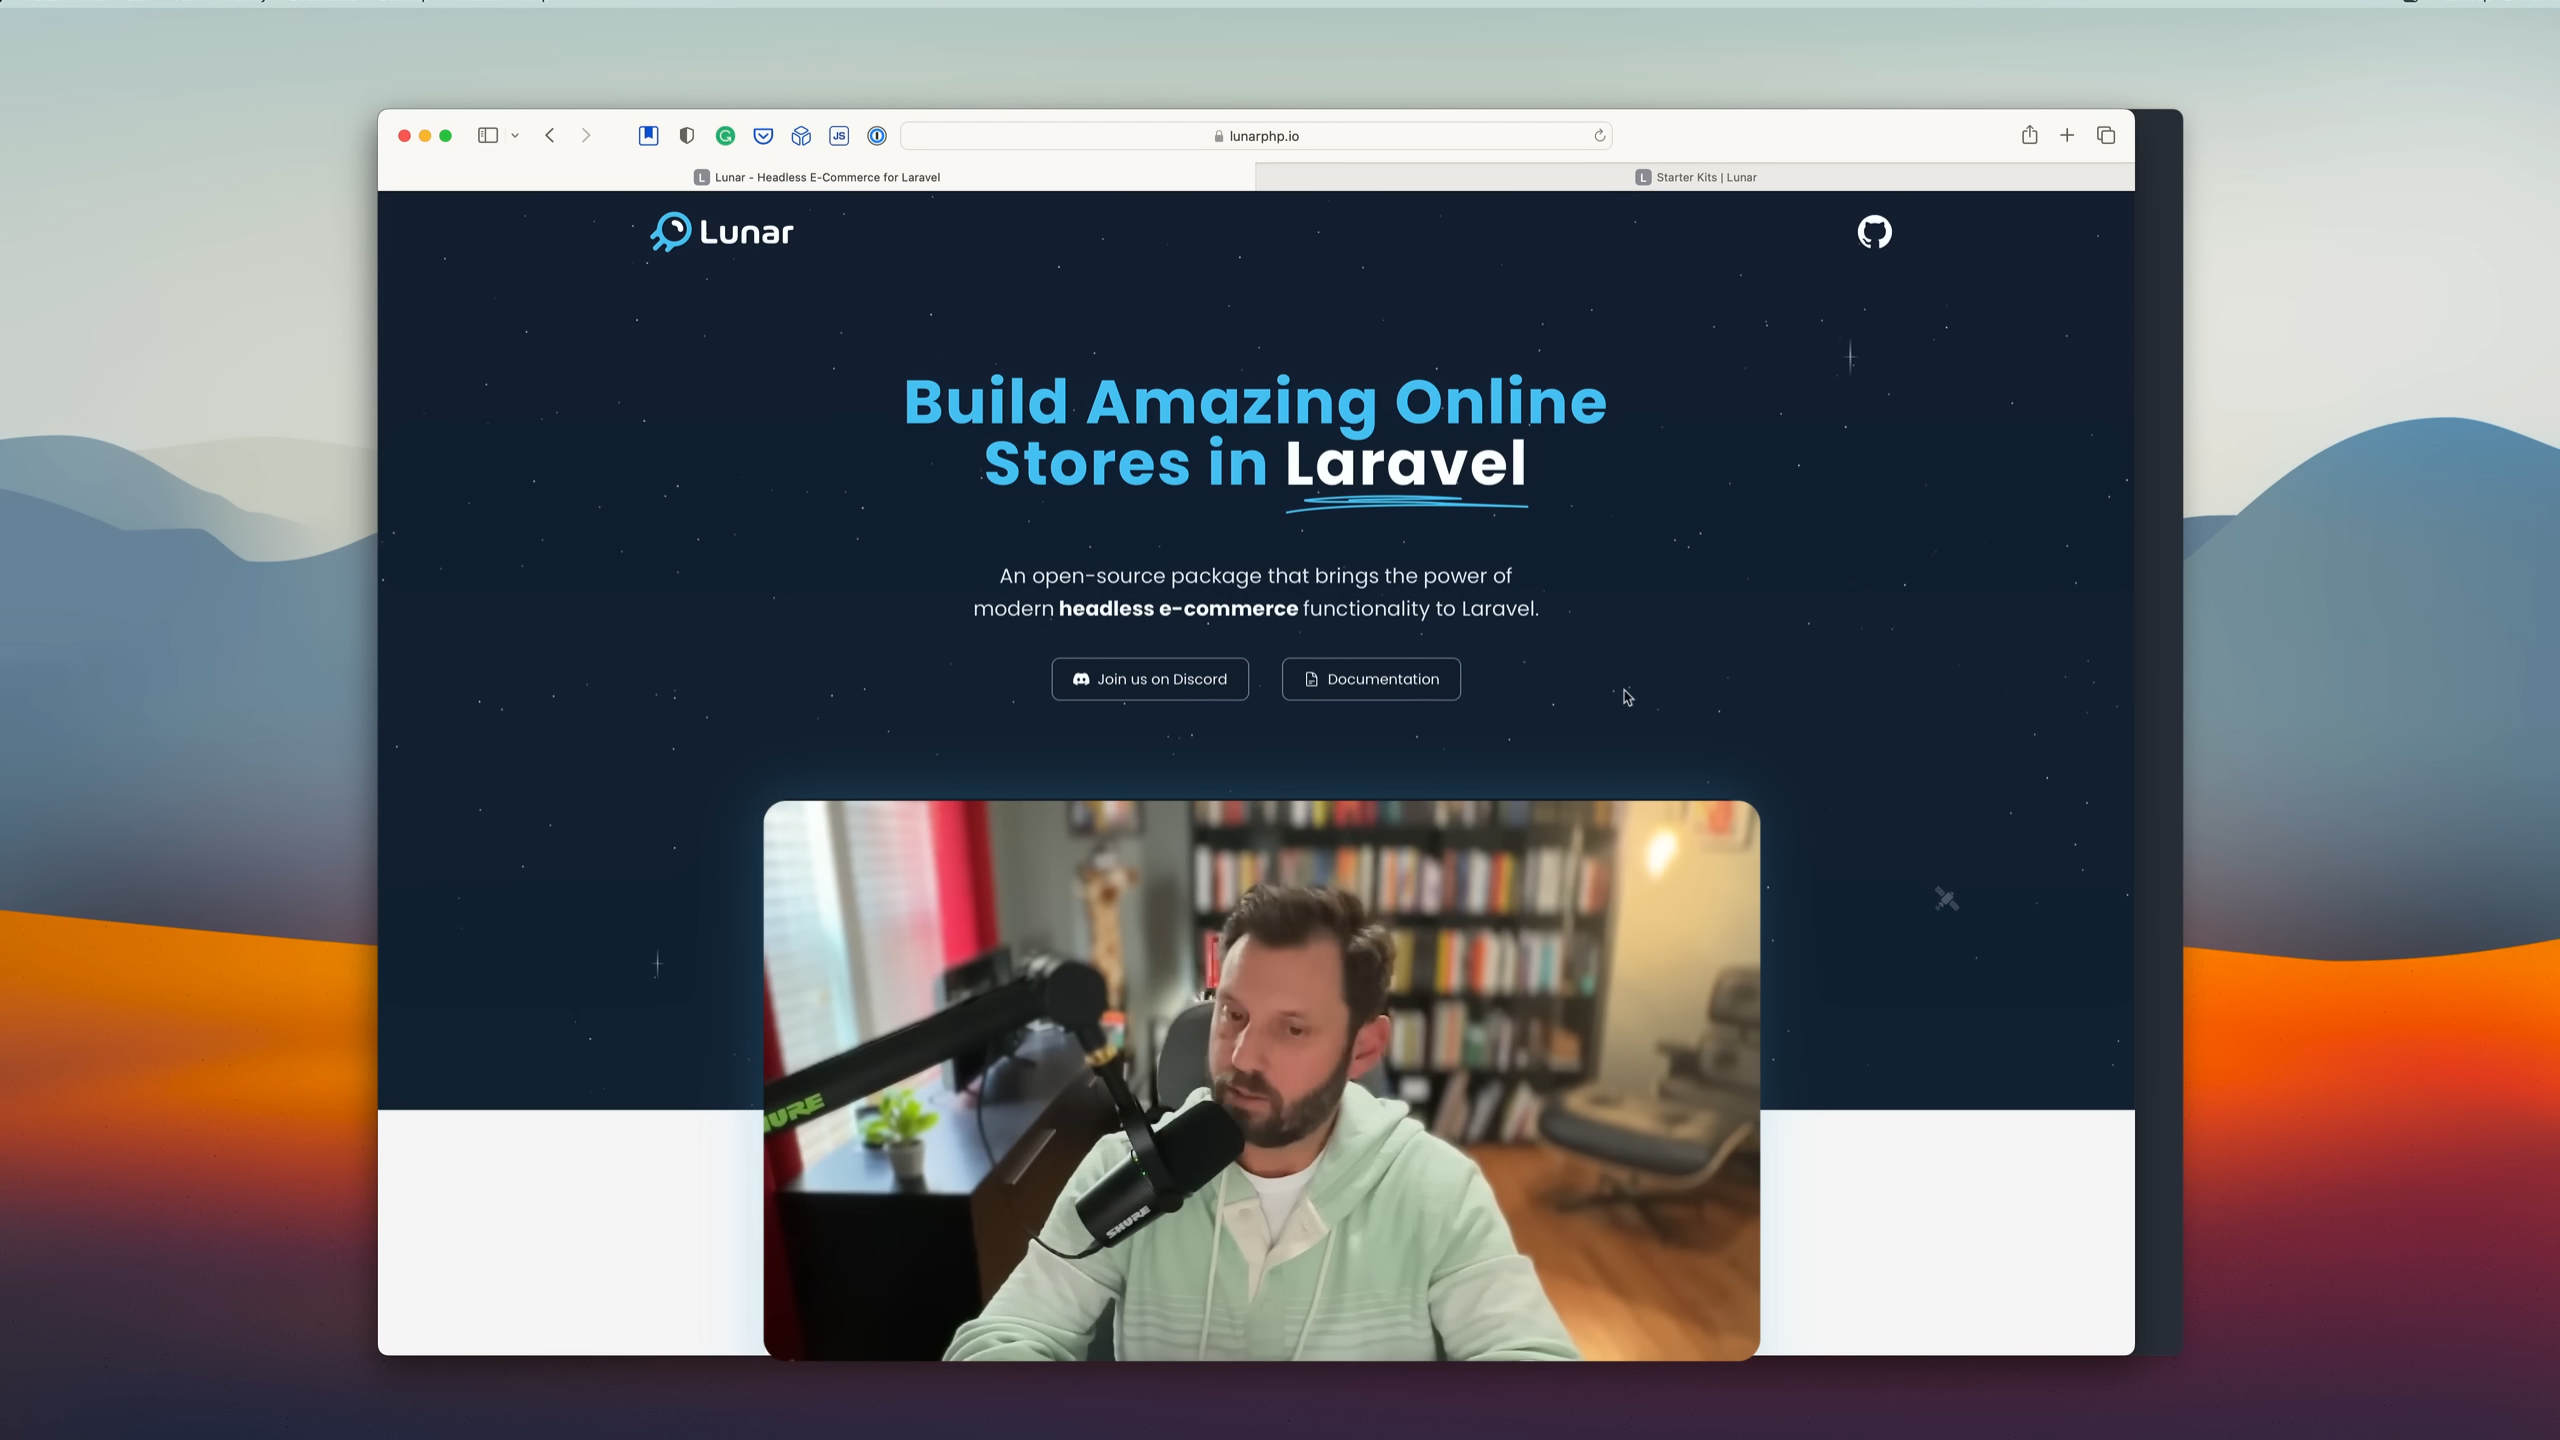 lunarphp.io
L Lunar - Headless E-Commerce for Laravel
L Starter Kits | Lunar
JS
Lunar
Build Amazing Online
Stores in Laravel
An open-source package that brings the power of
modern headless e-commerce functionality to Laravel.
Join us on Discord
Documentation
SHURE